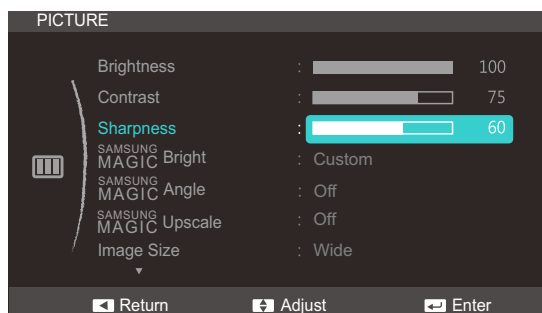 PICTURE
Brightness : 100
Contrast : 75
Sharpness : 60
SAMSUNG MAGIC Bright : Custom
SAMSUNG MAGIC Angle : Off
SAMSUNG MAGIC Upscale : Off
Image Size : Wide
Return Adjust Enter